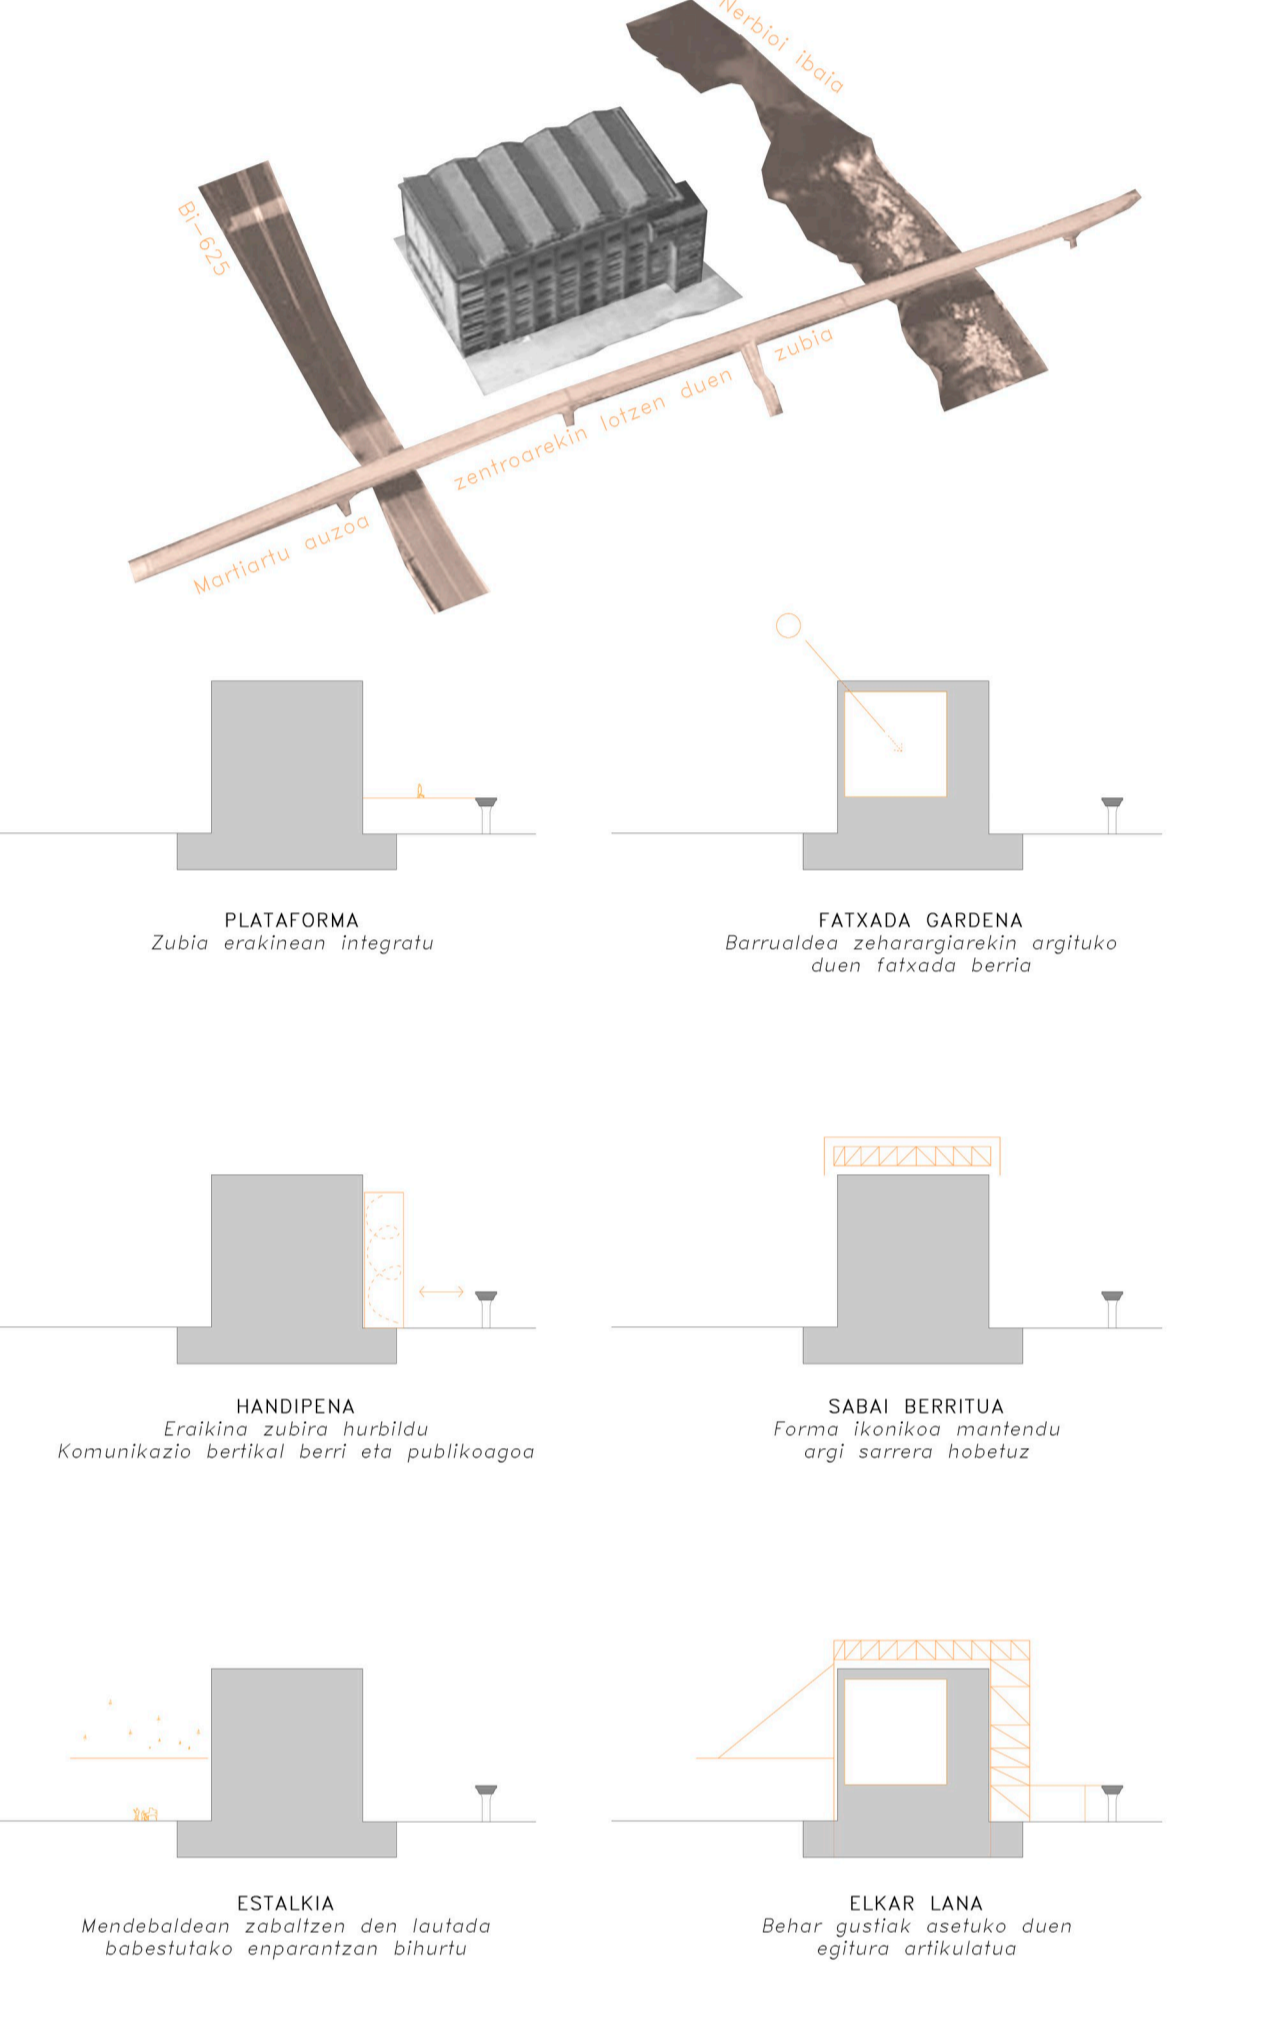 Nerbioi ibaia
Bi-625
Martiartu auzoa zentroarekin lotzen duen zubia
PLATAFORMA
Zubia erakinean integratu
FATXADA GARDENA
Barrualdea zeharargiarekin argituko
duen fatxada berria
HANDIPENA
Eraikina zubira hurbildu
Komunikazio bertikal berri eta publikoagoa
SABAI BERRITUA
Forma ikonikoa mantendu
argi sarrera hobetuz
ESTALKIA
Mendebaldean zabaltzen den lautada
babestutako enparantzan bihurtu
ELKAR LANA
Behar gustiak asetuko duen
egitura artikulatua